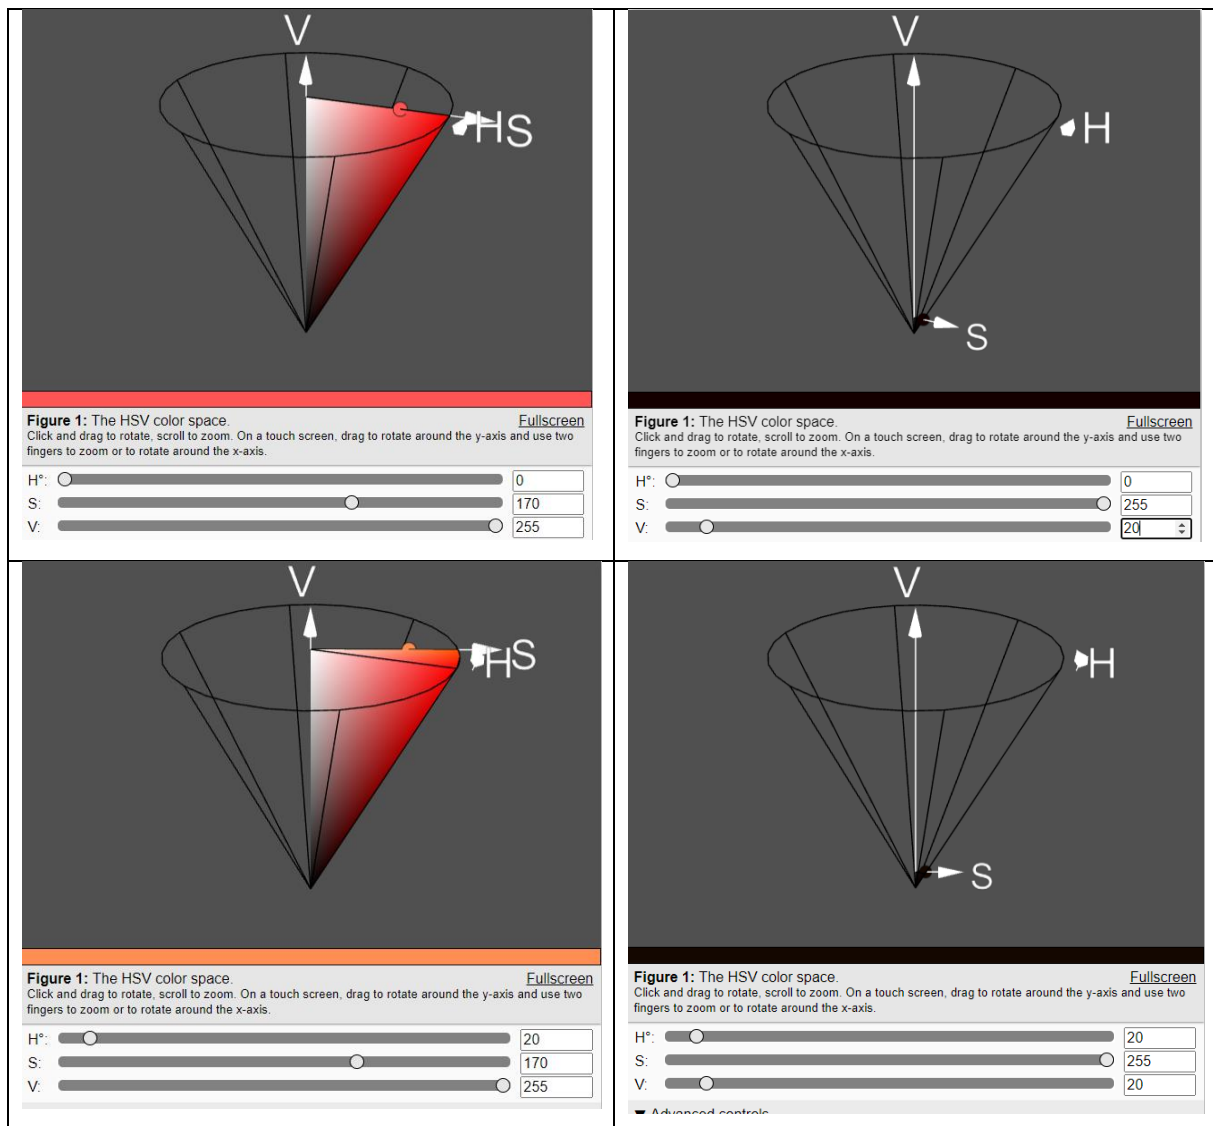 V
HS
Figure 1: The HSV color space. Fullscreen
Click and drag to rotate, scroll to zoom. On a touch screen, drag to rotate around the y-axis and use two
fingers to zoom or to rotate around the x-axis.
H°: 0
S: 170
V: 255
V
H
S
Figure 1: The HSV color space. Fullscreen
Click and drag to rotate, scroll to zoom. On a touch screen, drag to rotate around the y-axis and use two
fingers to zoom or to rotate around the x-axis.
H°: 0
S: 255
V: 20
V
HS
Figure 1: The HSV color space. Fullscreen
Click and drag to rotate, scroll to zoom. On a touch screen, drag to rotate around the y-axis and use two
fingers to zoom or to rotate around the x-axis.
H°: 20
S: 170
V: 255
V
H
S
Figure 1: The HSV color space. Fullscreen
Click and drag to rotate, scroll to zoom. On a touch screen, drag to rotate around the y-axis and use two
fingers to zoom or to rotate around the x-axis.
H°: 20
S: 255
V: 20
▼ Advanced controls